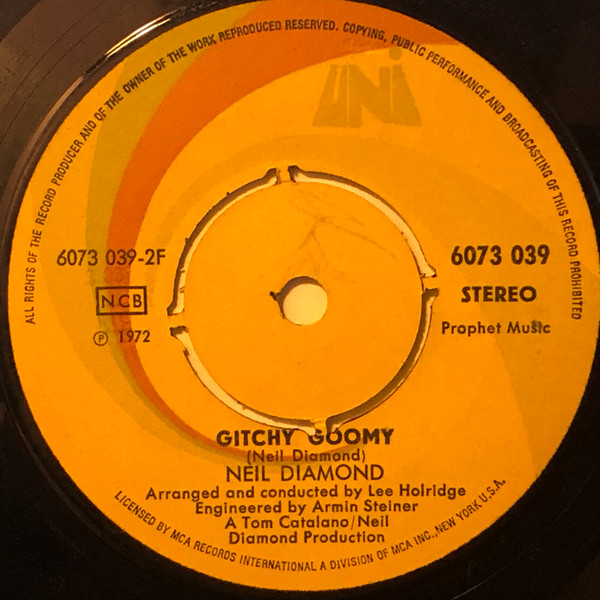 ALL RIGHTS OF THE RECORD PRODUCER AND OF THE OWNER OF THE WORK REPRODUCED RESERVED. COPYING, PUBLIC PERFORMANCE AND BROADCASTING OF THIS RECORD PROHIBITED
UNI
6073 039-2F
6073 039
NCB
STEREO
℗ 1972
Prophet Music
GITCHY GOOMY
(Neil Diamond)
NEIL DIAMOND
Arranged and conducted by Lee Holridge
Engineered by Armin Steiner
A Tom Catalano/Neil
Diamond Production
LICENSED BY MCA RECORDS INTERNATIONAL A DIVISION OF MCA INC., NEW YORK U.S.A.